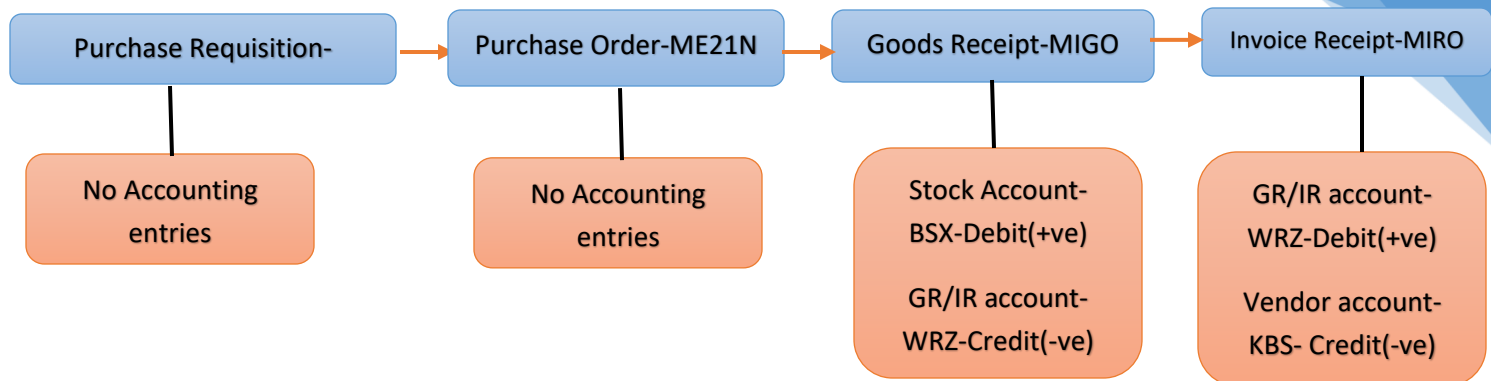 Purchase Requisition-
Purchase Order-ME21N
Goods Receipt-MIGO
Invoice Receipt-MIRO
No Accounting
entries
No Accounting
entries
Stock Account-
BSX-Debit(+ve)
GR/IR account-
WRZ-Credit(-ve)
GR/IR account-
WRZ-Debit(+ve)
Vendor account-
KBS- Credit(-ve)